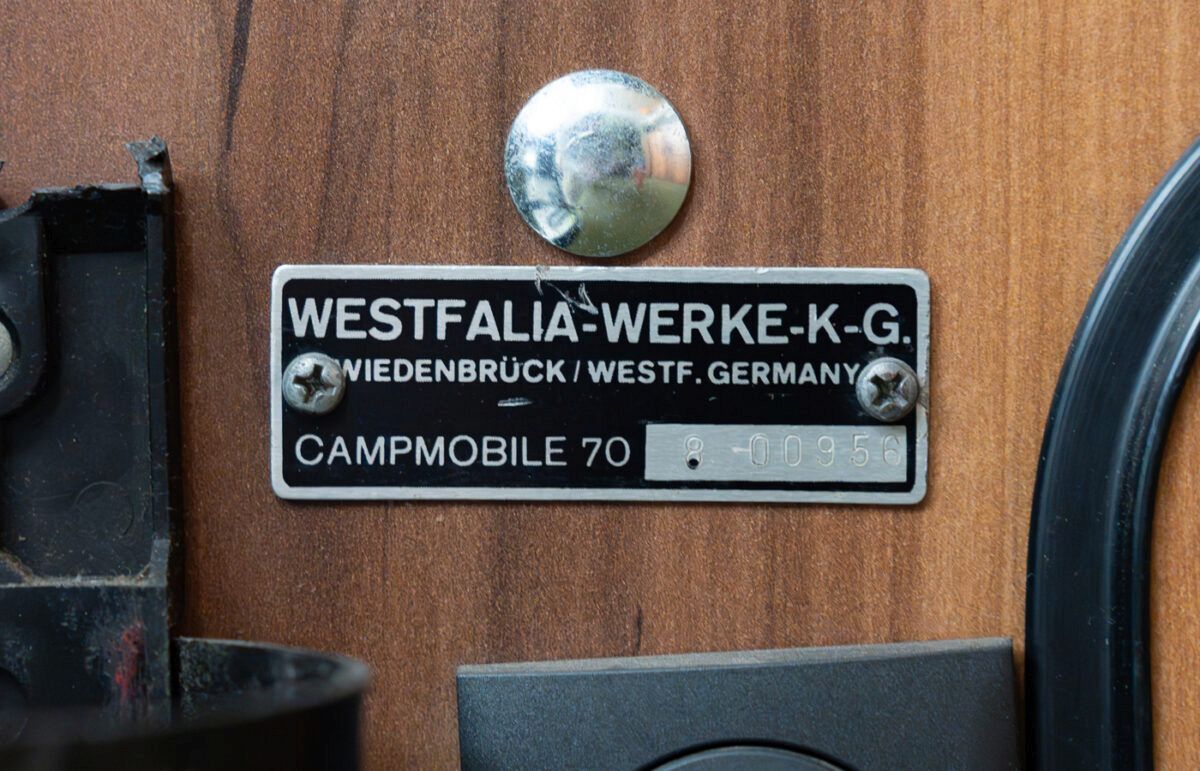 WESTFALIA-WERKE-K-G.
WIEDENBRÜCK / WESTF. GERMANY
CAMPMOBILE 70 8 00956